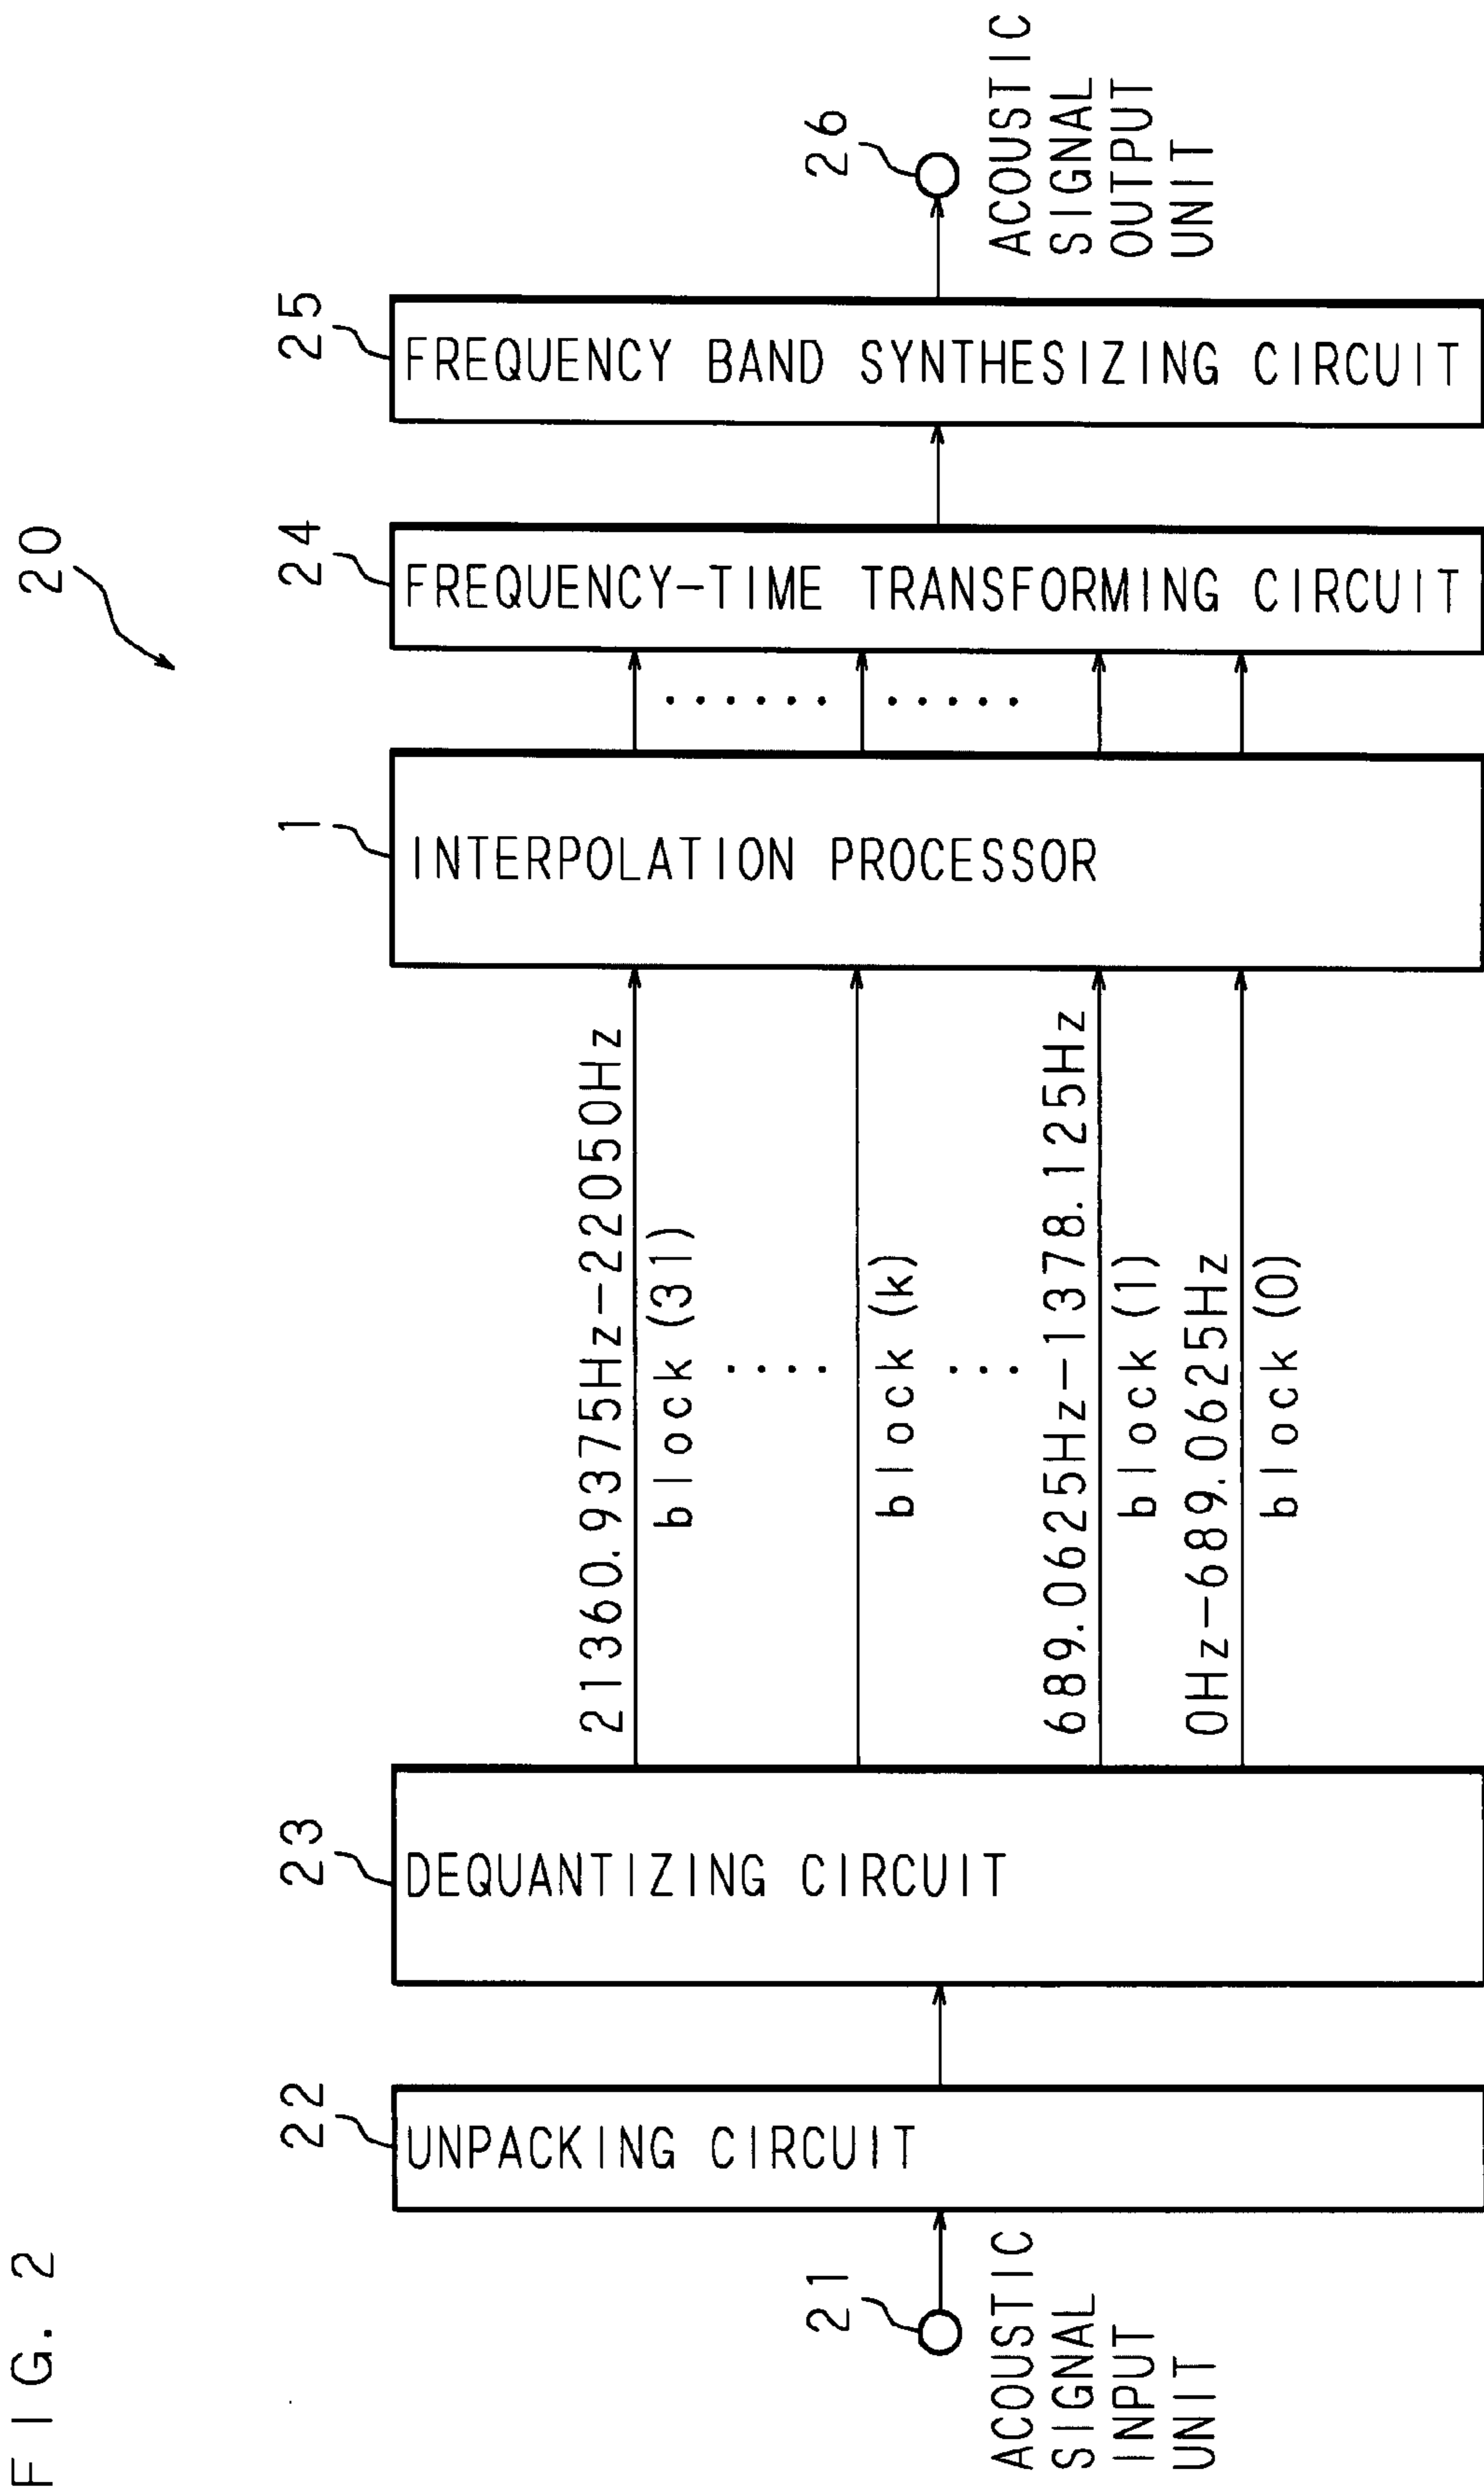 FIG. 2
20
21
ACOUSTIC
SIGNAL
INPUT
UNIT
22
UNPACKING CIRCUIT
23
DEQUANTIZING CIRCUIT
21360.9375Hz-22050Hz
block (31)
block (k)
689.0625Hz-1378.125Hz
block (1)
0Hz-689.0625Hz
block (0)
1
INTERPOLATION PROCESSOR
24
FREQUENCY-TIME TRANSFORMING CIRCUIT
25
FREQUENCY BAND SYNTHESIZING CIRCUIT
26
ACOUSTIC
SIGNAL
OUTPUT
UNIT